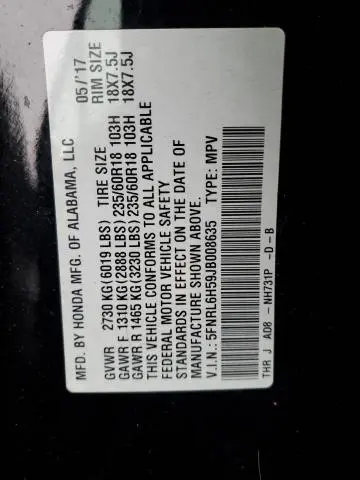 MFD. BY HONDA MFG. OF ALABAMA, LLC 05/'17
GVWR 2730 KG(6019 LBS) TIRE SIZE RIM SIZE
GAWR F 1310 KG(2888 LBS) 235/60R18 103H 18X7.5J
GAWR R 1465 KG(3230 LBS) 235/60R18 103H 18X7.5J
THIS VEHICLE CONFORMS TO ALL APPLICABLE
FEDERAL MOTOR VEHICLE SAFETY
STANDARDS IN EFFECT ON THE DATE OF
MANUFACTURE SHOWN ABOVE.
V.I.N.: 5FNRL6H59JB008635 TYPE: MPV
THR J A08 - NH731P -D -B